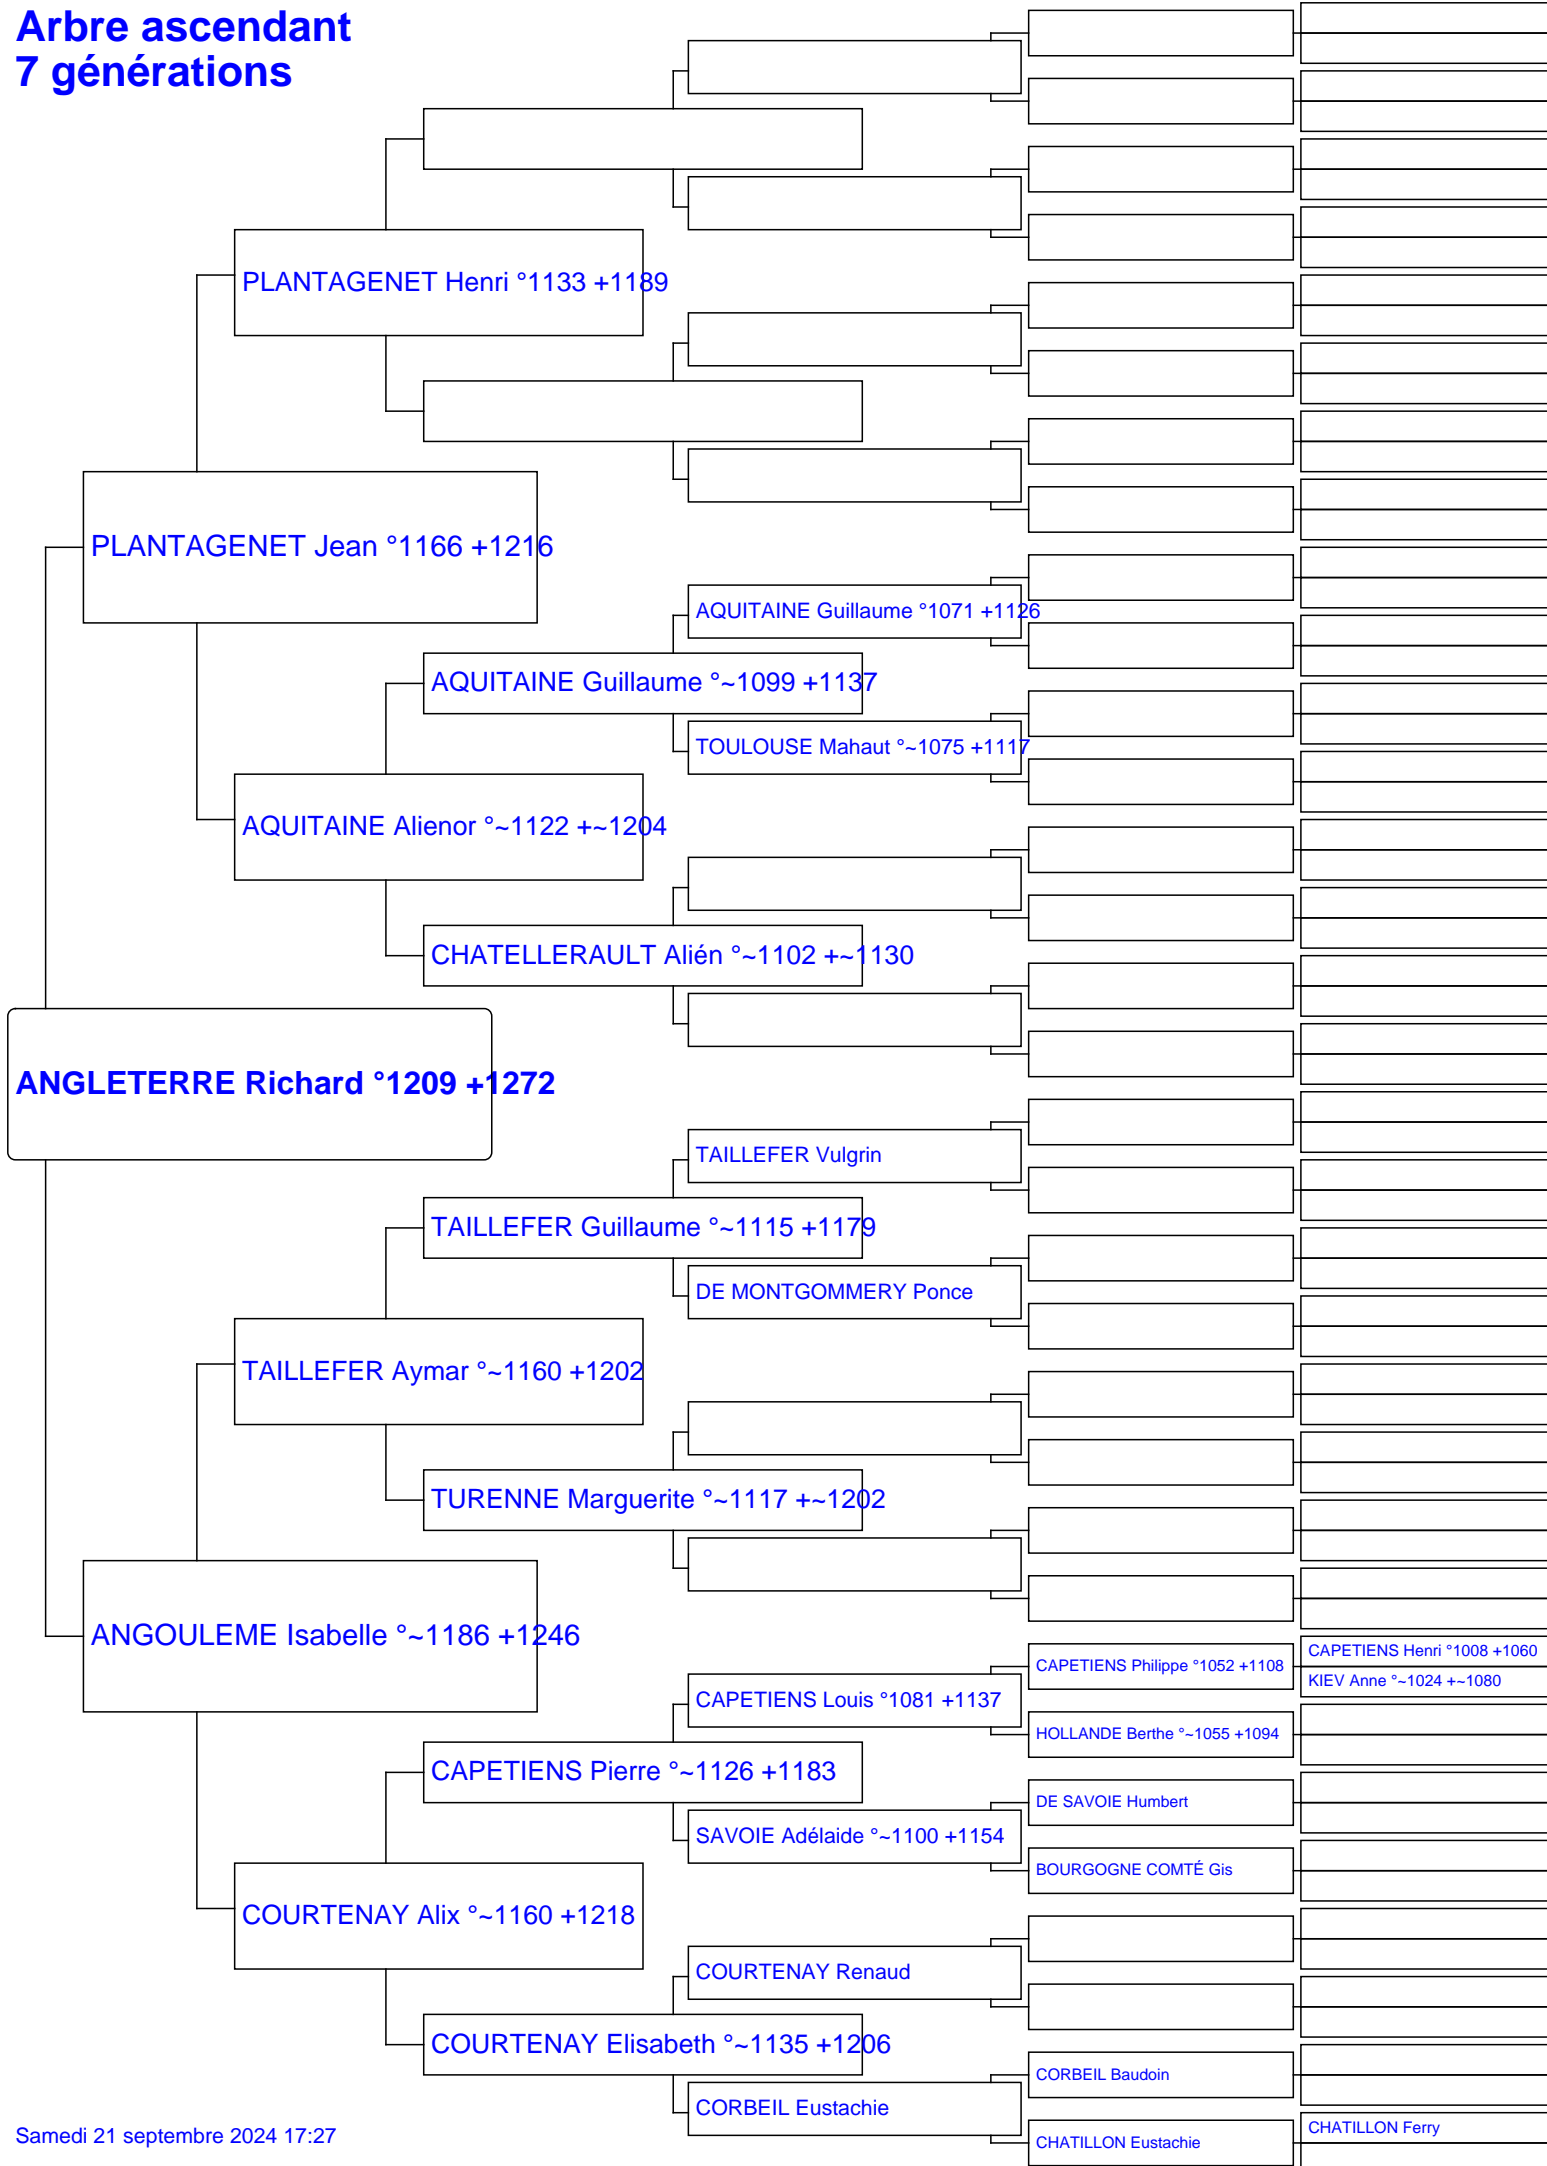 Arbre ascendant
7 générations
PLANTAGENET Henri °1133 +1189
PLANTAGENET Jean °1166 +1216
AQUITAINE Guillaume °1071 +1126
AQUITAINE Guillaume °~1099 +1137
TOULOUSE Mahaut °~1075 +1117
AQUITAINE Alienor °~1122 +~1204
CHATELLERAULT Alién °~1102 +~1130
ANGLETERRE Richard °1209 +1272
TAILLEFER Vulgrin
TAILLEFER Guillaume °~1115 +1179
DE MONTGOMMERY Ponce
TAILLEFER Aymar °~1160 +1202
TURENNE Marguerite °~1117 +~1202
ANGOULEME Isabelle °~1186 +1246
CAPETIENS Henri °1008 +1060
CAPETIENS Philippe °1052 +1108
KIEV Anne °~1024 +~1080
CAPETIENS Louis °1081 +1137
HOLLANDE Berthe °~1055 +1094
CAPETIENS Pierre °~1126 +1183
DE SAVOIE Humbert
SAVOIE Adélaide °~1100 +1154
BOURGOGNE COMTÉ Gis
COURTENAY Alix °~1160 +1218
COURTENAY Renaud
COURTENAY Elisabeth °~1135 +1206
CORBEIL Baudoin
CORBEIL Eustachie
CHATILLON Ferry
CHATILLON Eustachie
Samedi 21 septembre 2024 17:27